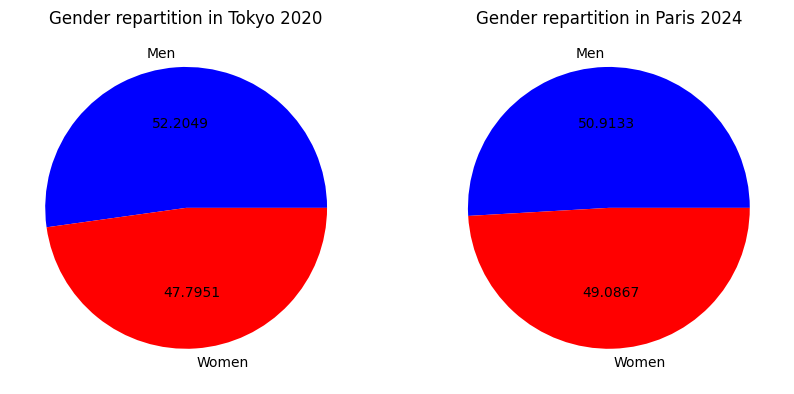 Gender repartition in Tokyo 2020
Men
52.2049
47.7951
Women
Gender repartition in Paris 2024
Men
50.9133
49.0867
Women